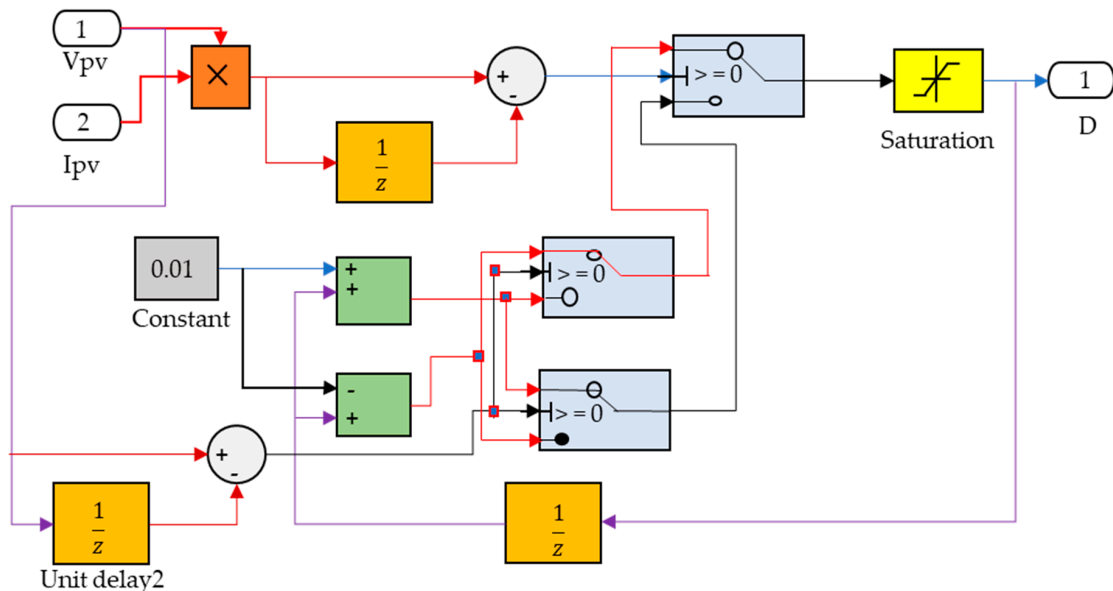 1
Vpv
2
Ipv
×
+
-
1
z
> = 0
Saturation
1
D
0.01
Constant
+
+
> = 0
-
+
> = 0
+
-
1
z
Unit delay2
1
z